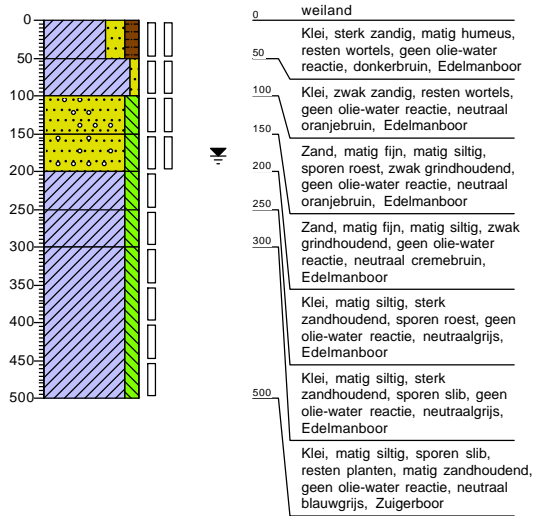 0
50
100
150
200
250
300
350
400
450
500
0
weiland
Klei, sterk zandig, matig humeus,
resten wortels, geen olie-water
reactie, donkerbruin, Edelmanboor
50
Klei, zwak zandig, resten wortels,
geen olie-water reactie, neutraal
oranjebruin, Edelmanboor
100
Zand, matig fijn, matig siltig,
sporen roest, zwak grindhoudend,
geen olie-water reactie, neutraal
oranjebruin, Edelmanboor
150
Zand, matig fijn, matig siltig, zwak
grindhoudend, geen olie-water
reactie, neutraal cremebruin,
Edelmanboor
200
Klei, matig siltig, sterk
zandhoudend, sporen roest, geen
olie-water reactie, neutraalgrijs,
Edelmanboor
250
Klei, matig siltig, sterk
zandhoudend, sporen slib, geen
olie-water reactie, neutraalgrijs,
Edelmanboor
300
Klei, matig siltig, sporen slib,
resten planten, matig zandhoudend,
geen olie-water reactie, neutraal
blauwgrijs, Zuigerboor
500